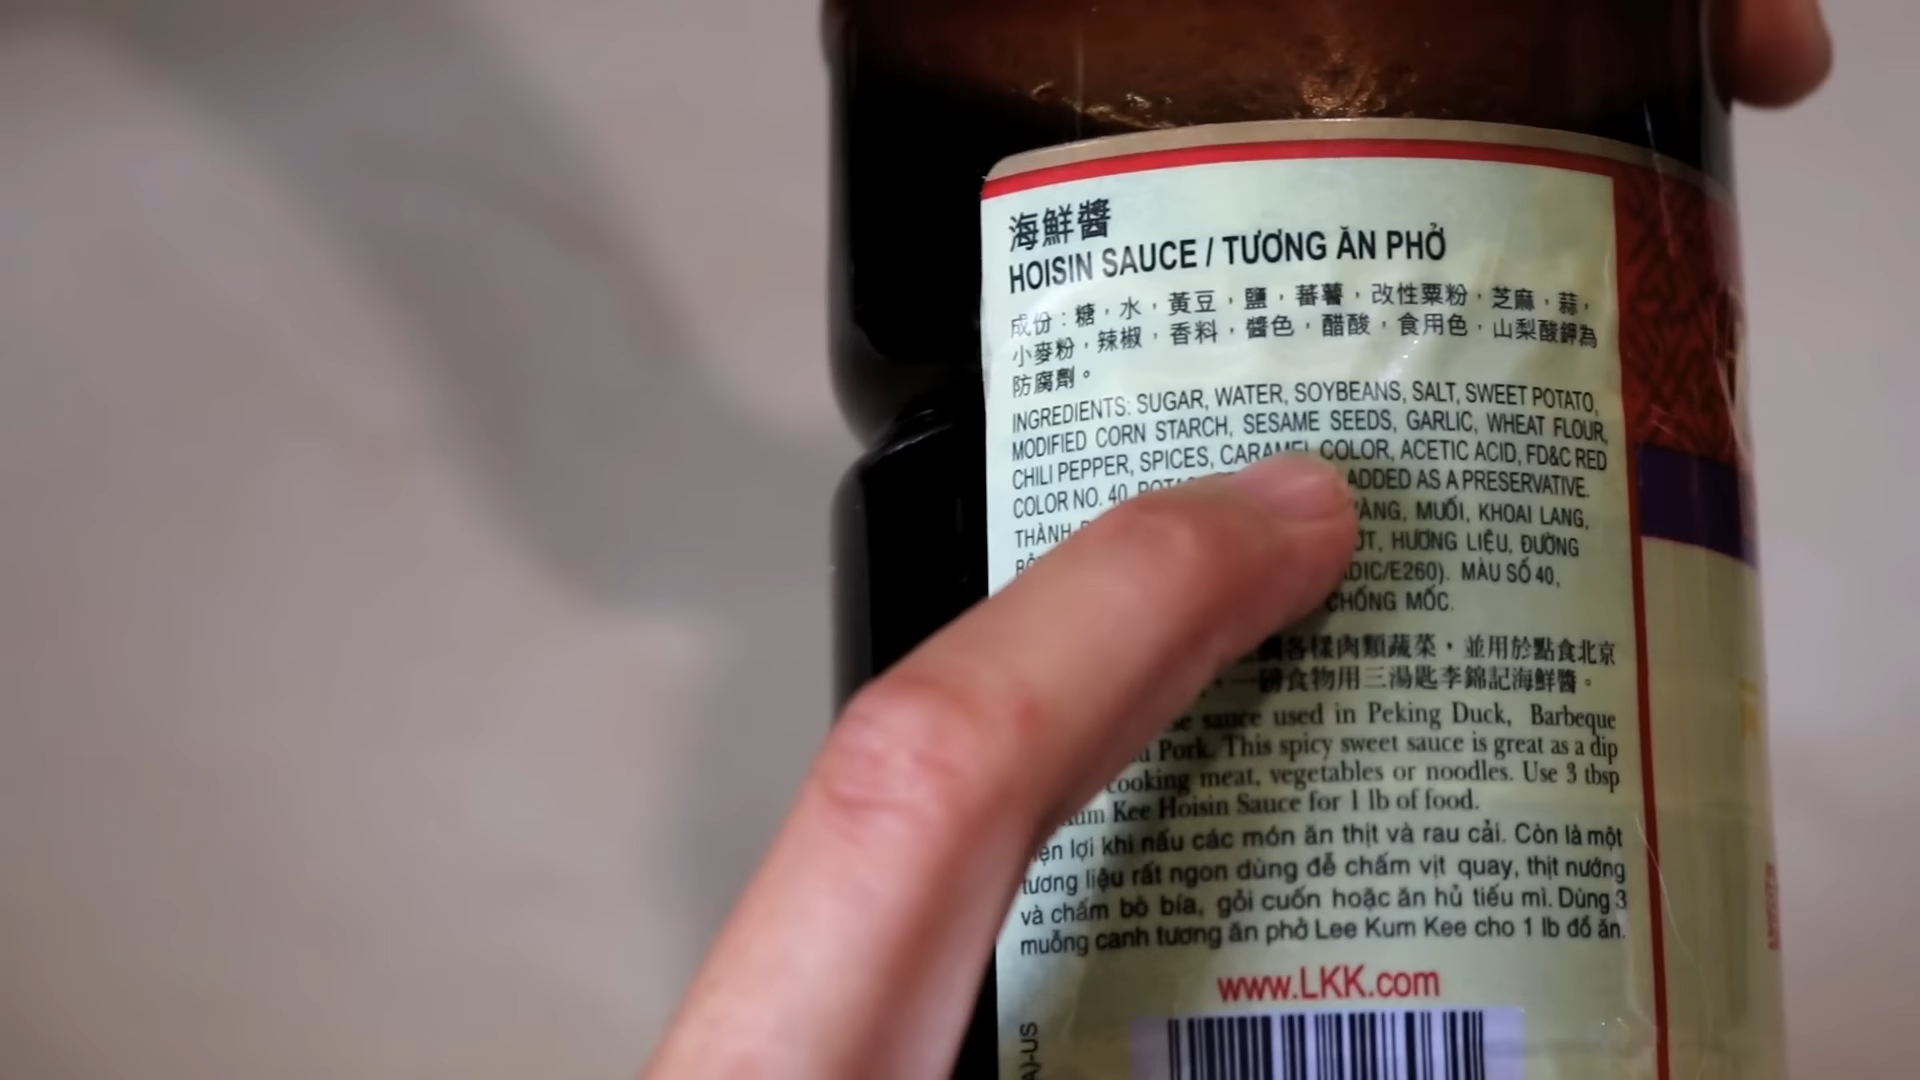 海鮮醬
HOISIN SAUCE / TƯƠNG ĂN PHỞ
成份：糖，水，黃豆，鹽，蕃薯，改性粟粉，芝麻，蒜，
小麥粉，辣椒，香料，醬色，醋酸，食用色，山梨酸鉀為
防腐劑。
INGREDIENTS: SUGAR, WATER, SOYBEANS, SALT, SWEET POTATO,
MODIFIED CORN STARCH, SESAME SEEDS, GARLIC, WHEAT FLOUR,
CHILI PEPPER, SPICES, CARAMEL COLOR, ACETIC ACID, FD&C RED
COLOR NO. 40, ADDED AS A PRESERVATIVE.
THÀNH MUỐI, KHOAI LANG,
HƯƠNG LIỆU, ĐƯỜNG
MÀU SỐ 40,
CHỐNG MỐC.
各樣肉類蔬菜，並用於點食北京
食物用三湯匙李錦記海鮮醬。
sauce used in Peking Duck, Barbeque
Pork. This spicy sweet sauce is great as a dip
cooking meat, vegetables or noodles. Use 3 tbsp
Kum Kee Hoisin Sauce for 1 lb of food.
lợi khi nấu các món ăn thịt và rau cải. Còn là một
tương liệu rất ngon dùng để chấm vịt quay, thịt nướng
và chấm bò bía, gỏi cuốn hoặc ăn hủ tiếu mì. Dùng 3
muỗng canh tương ăn phở Lee Kum Kee cho 1 lb đồ ăn.
www.LKK.com